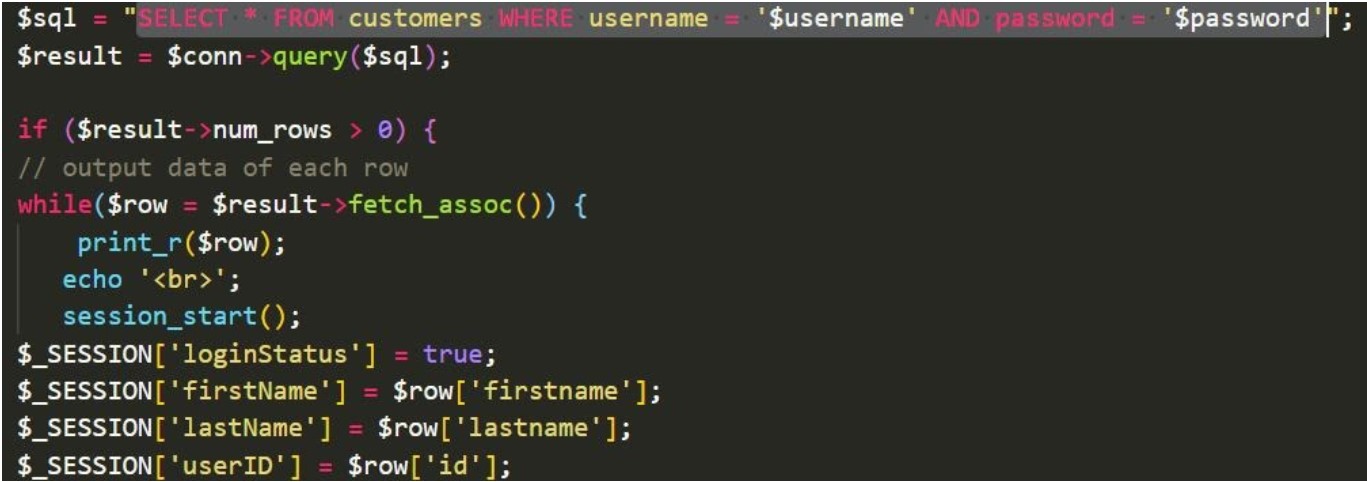 $sql = "SELECT * FROM customers WHERE username = '$username' AND password = '$password'";
$result = $conn->query($sql);
if ($result->num_rows > 0) {
// output data of each row
while($row = $result->fetch_assoc()) {
print_r($row);
echo '<br>';
session_start();
$_SESSION['loginStatus'] = true;
$_SESSION['firstName'] = $row['firstname'];
$_SESSION['lastName'] = $row['lastname'];
$_SESSION['userID'] = $row['id'];